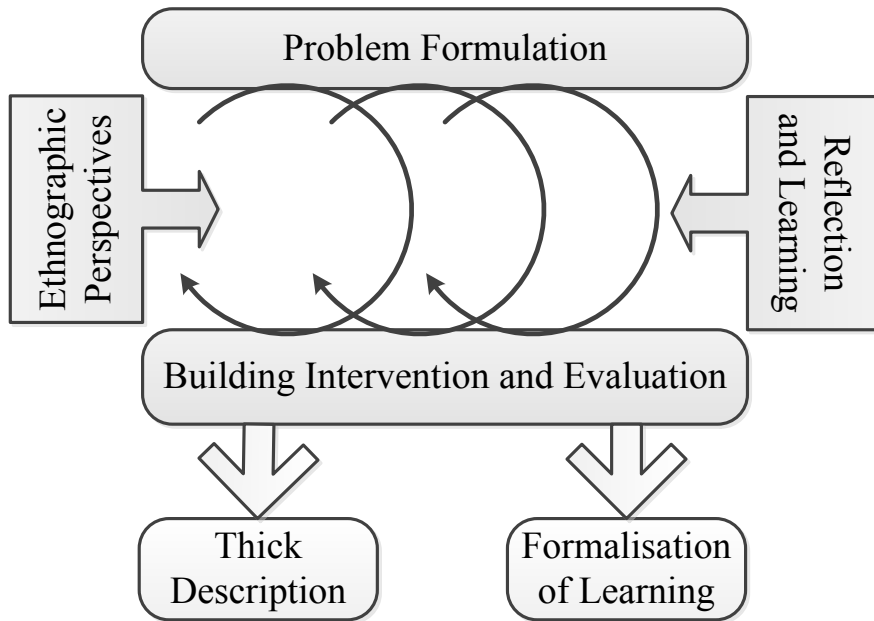 Problem Formulation
Ethnographic
Perspectives
Reflection
and Learning
Building Intervention and Evaluation
Thick
Description
Formalisation
of Learning